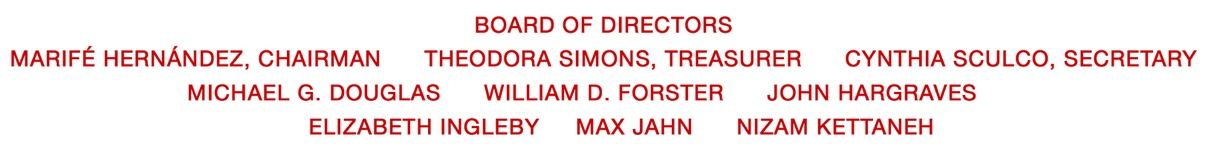 BOARD OF DIRECTORS
MARIFÉ HERNÁNDEZ, CHAIRMAN THEODORA SIMONS, TREASURER CYNTHIA SCULCO, SECRETARY
MICHAEL G. DOUGLAS WILLIAM D. FORSTER JOHN HARGRAVES
ELIZABETH INGLEBY MAX JAHN NIZAM KETTANEH